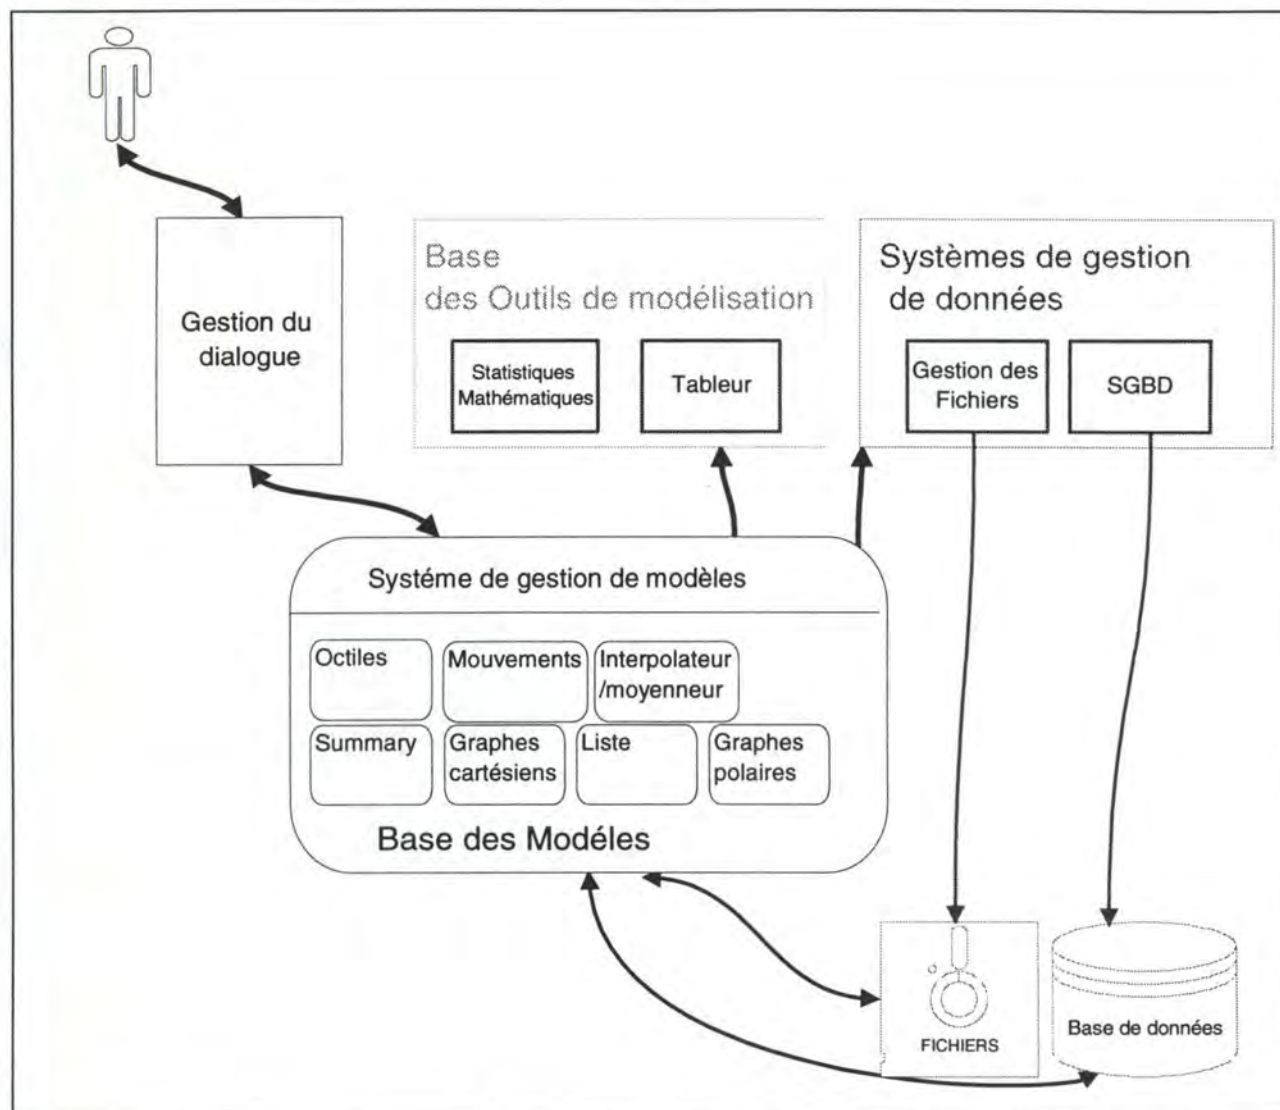 Gestion du
dialogue
Base
des Outils de modélisation
Statistiques
Mathématiques
Tableur
Systèmes de gestion
de données
Gestion des
Fichiers
SGBD
Systéme de gestion de modèles
Octiles
Mouvements
Interpolateur
/moyenneur
Summary
Graphes
cartésiens
Liste
Graphes
polaires
Base des Modéles
FICHIERS
Base de données